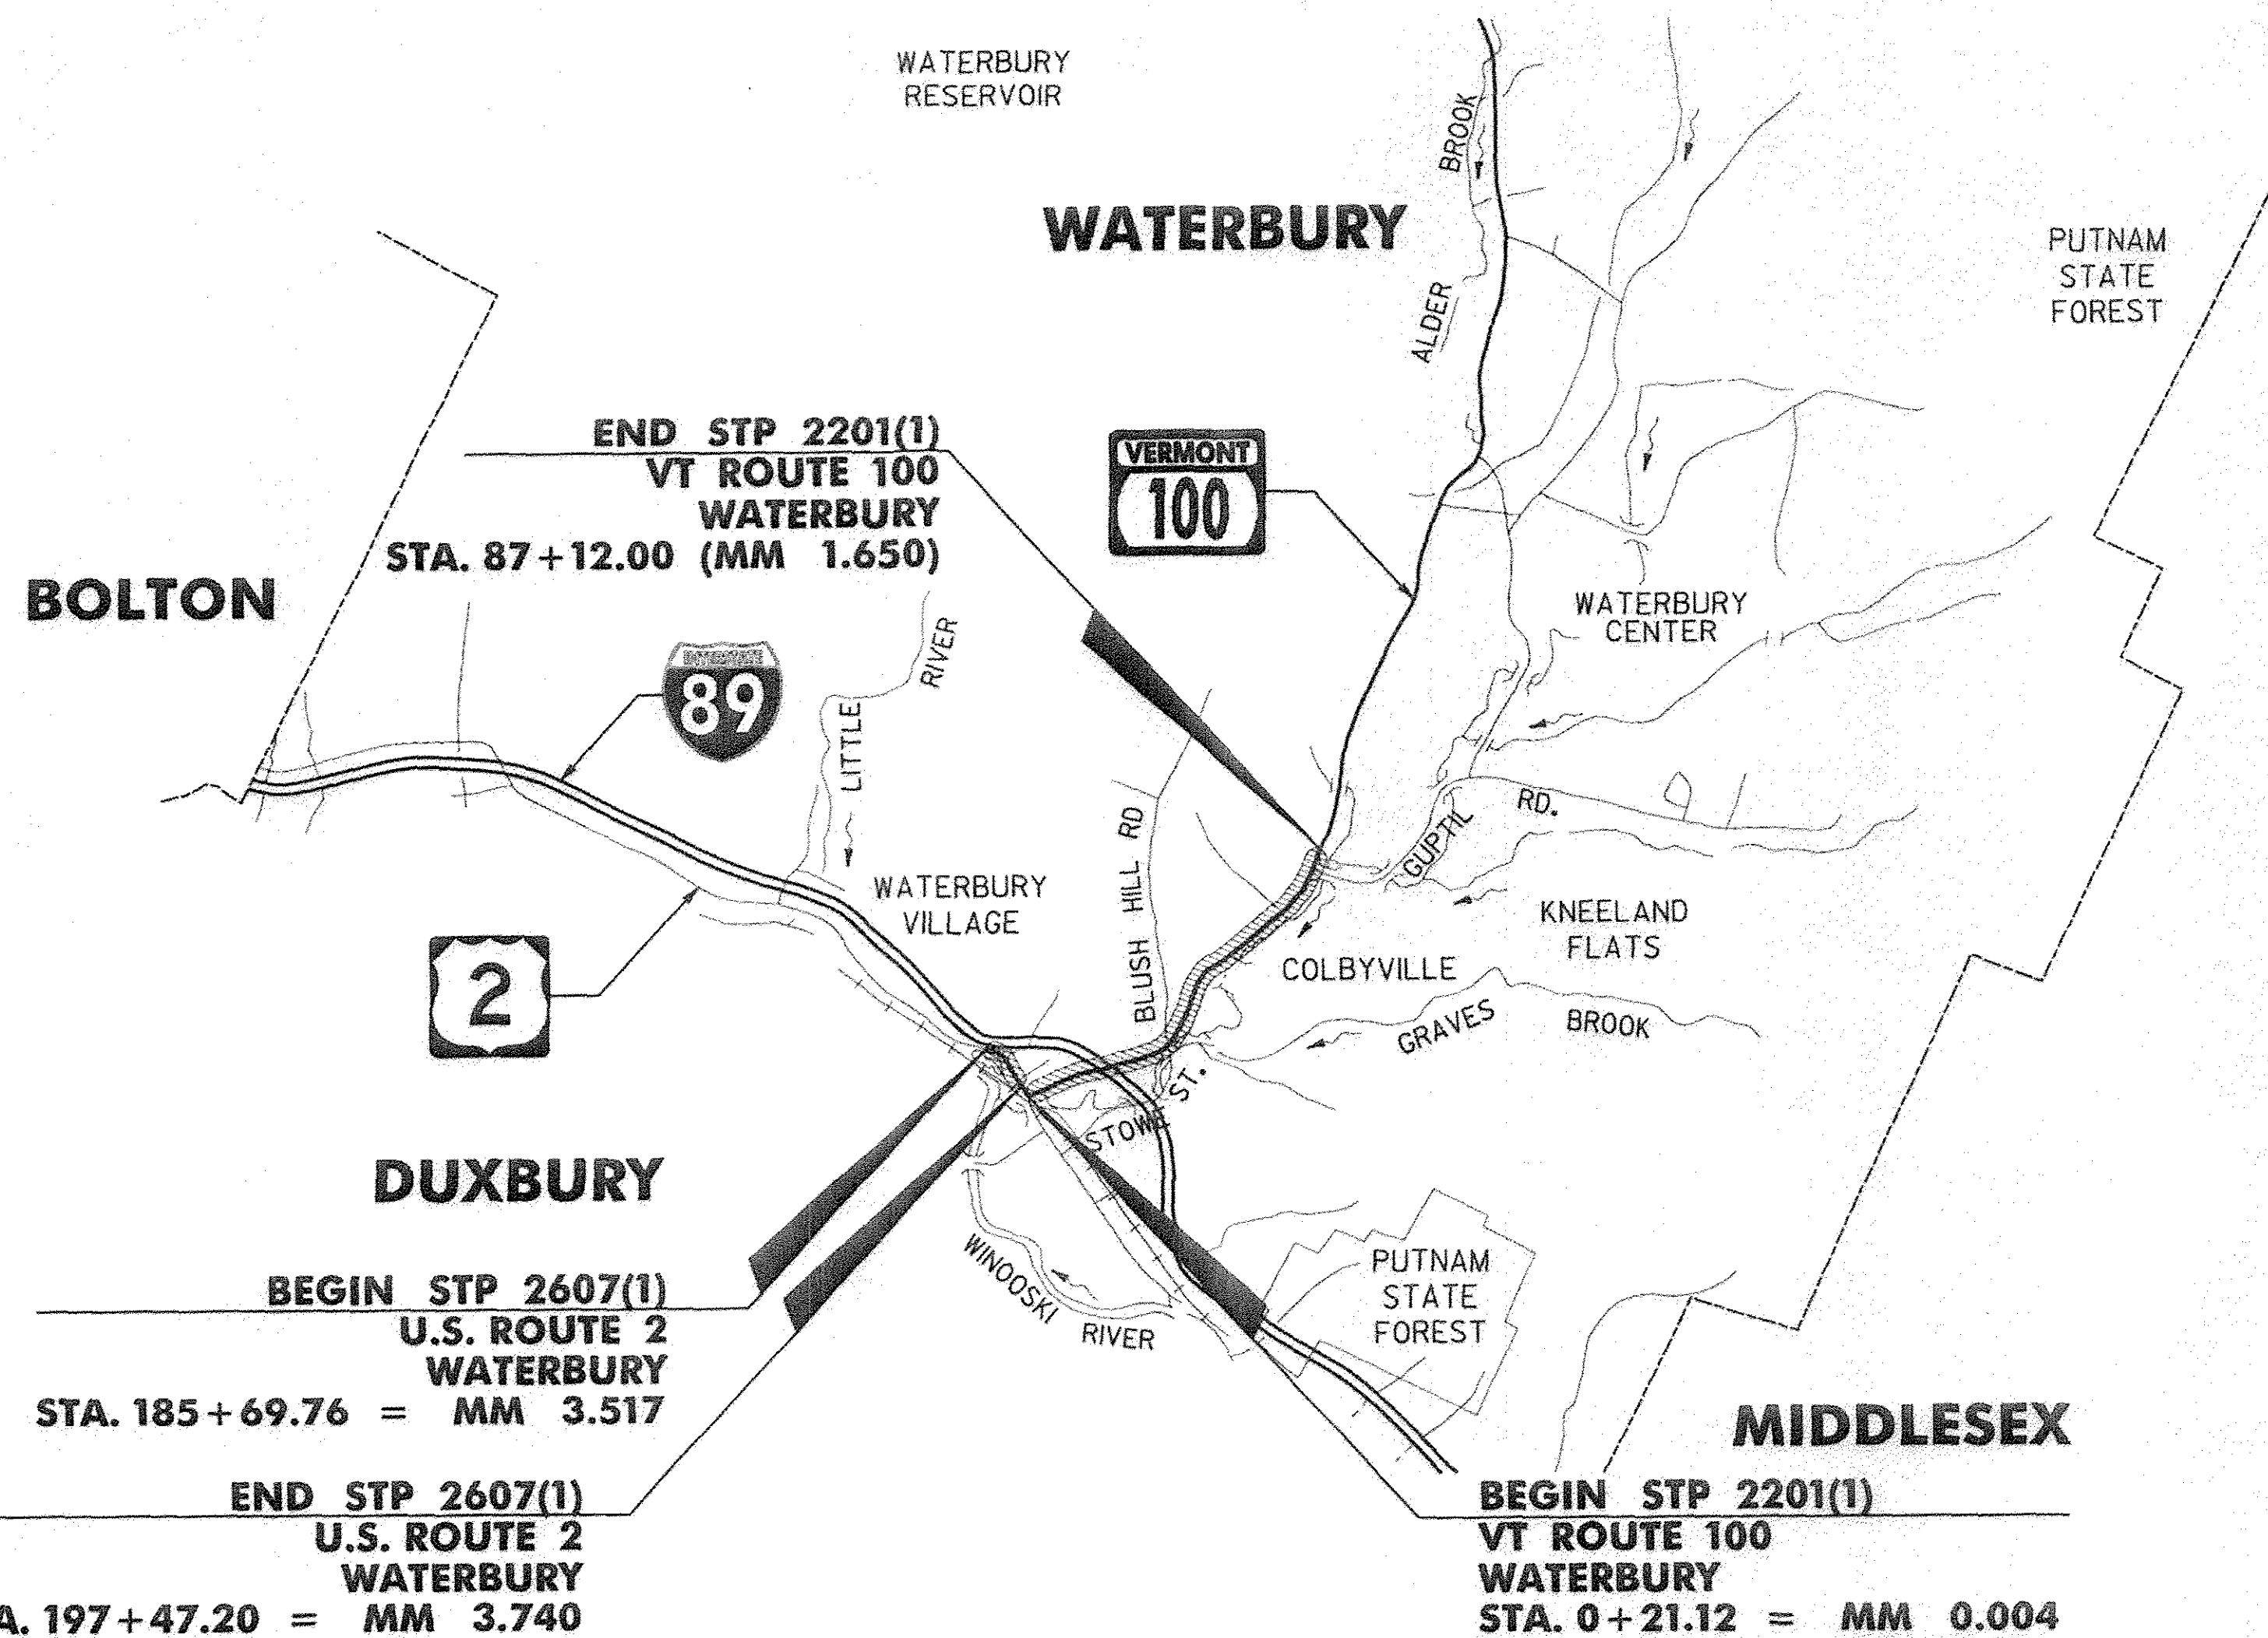 WATERBURY
RESERVOIR
ALDER BROOK
WATERBURY
PUTNAM
STATE
FOREST
END STP 2201(1)
VT ROUTE 100
WATERBURY
STA. 87+12.00 (MM 1.650)
VERMONT
100
BOLTON
WATERBURY
CENTER
INTERSTATE
89
LITTLE RIVER
GUPTIL RD.
BLUSH HILL RD
WATERBURY
VILLAGE
KNEELAND
FLATS
COLBYVILLE
2
GRAVES BROOK
STOWE ST.
DUXBURY
WINOOSKI RIVER
PUTNAM
STATE
FOREST
BEGIN STP 2607(1)
U.S. ROUTE 2
WATERBURY
STA. 185+69.76 = MM 3.517
MIDDLESEX
END STP 2607(1)
U.S. ROUTE 2
WATERBURY
A. 197+47.20 = MM 3.740
BEGIN STP 2201(1)
VT ROUTE 100
WATERBURY
STA. 0+21.12 = MM 0.004